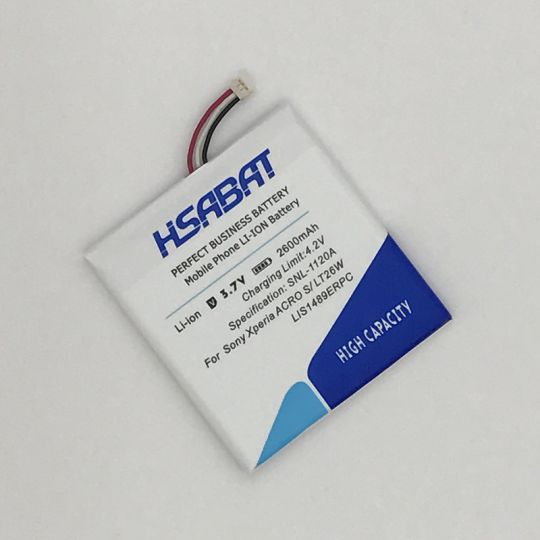 HSABAT
PERFECT BUSINESS BATTERY
Mobile Phone LI-ION Battery
Li-ion 3.7V 2600mAh
Charging Limit:4.2V
Specification: SNL-1120A
For Sony Xperia ACRO S/ LT26W
LIS1489ERPC
HIGH CAPACITY